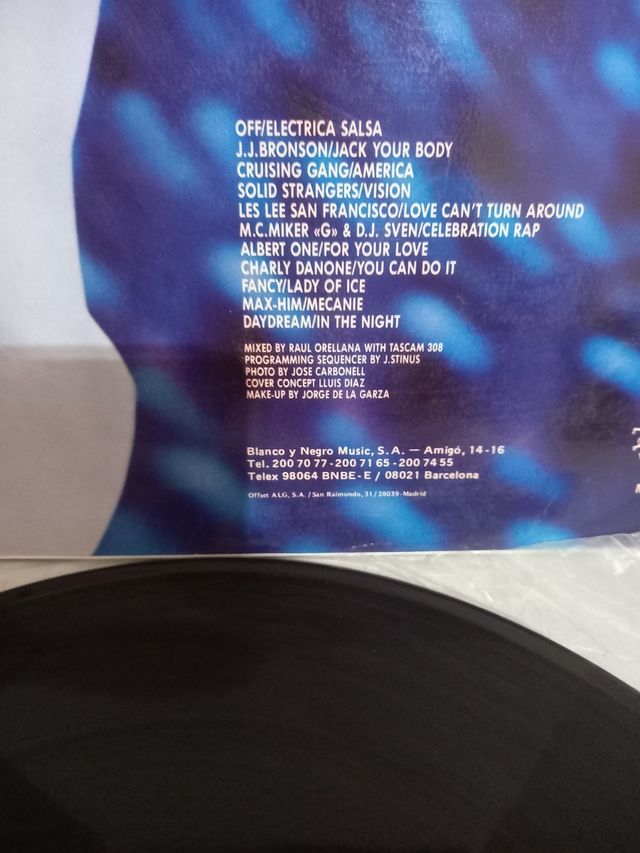 OFF/ELECTRICA SALSA
J.J.BRONSON/JACK YOUR BODY
CRUISING GANG/AMERICA
SOLID STRANGERS/VISION
LES LEE SAN FRANCISCO/LOVE CAN'T TURN AROUND
M.C.MIKER «G» & D.J. SVEN/CELEBRATION RAP
ALBERT ONE/FOR YOUR LOVE
CHARLY DANONE/YOU CAN DO IT
FANCY/LADY OF ICE
MAX-HIM/MECANIE
DAYDREAM/IN THE NIGHT
MIXED BY RAUL ORELLANA WITH TASCAM 308
PROGRAMMING SEQUENCER BY J.STINUS
PHOTO BY JOSE CARBONELL
COVER CONCEPT LLUIS DIAZ
MAKE-UP BY JORGE DE LA GARZA
Blanco y Negro Music, S.A. — Amigó, 14-16
Tel. 200 70 77-200 71 65-200 74 55
Telex 98064 BNBE-E / 08021 Barcelona
Offset ALG, S.A. / San Raimundo, 31 / 28039-Madrid